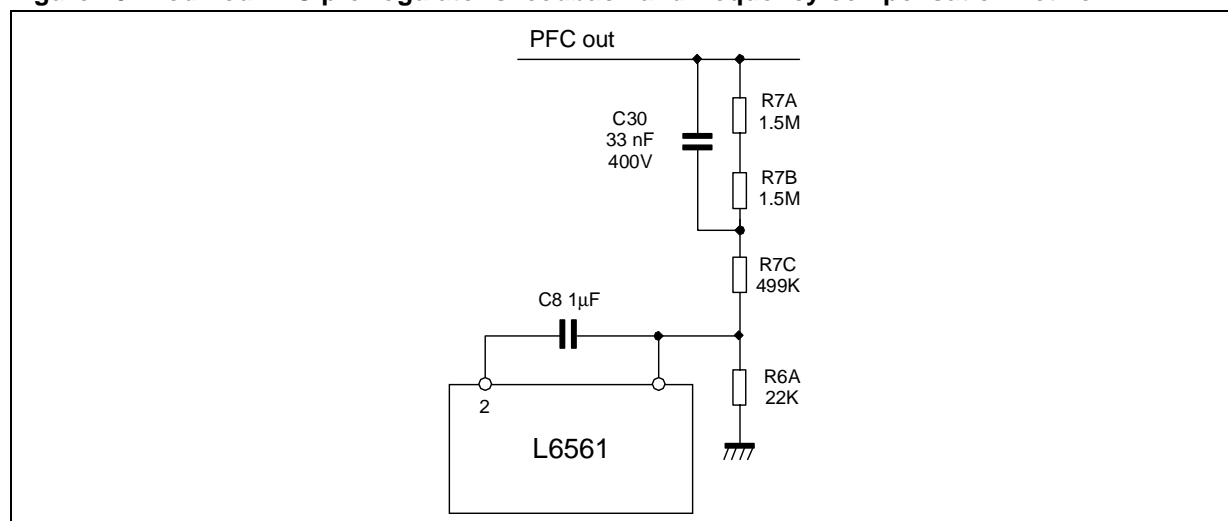 PFC out
C30
33 nF
400V
R7A
1.5M
R7B
1.5M
R7C
499K
C8 1µF
R6A
22K
2
L6561